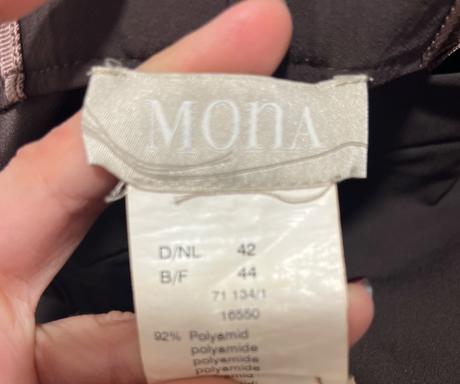 MOnA
D/NL 42
B/F 44
71 134/1
16550
92% Polyamid
polyamide
polyamide
polyamide